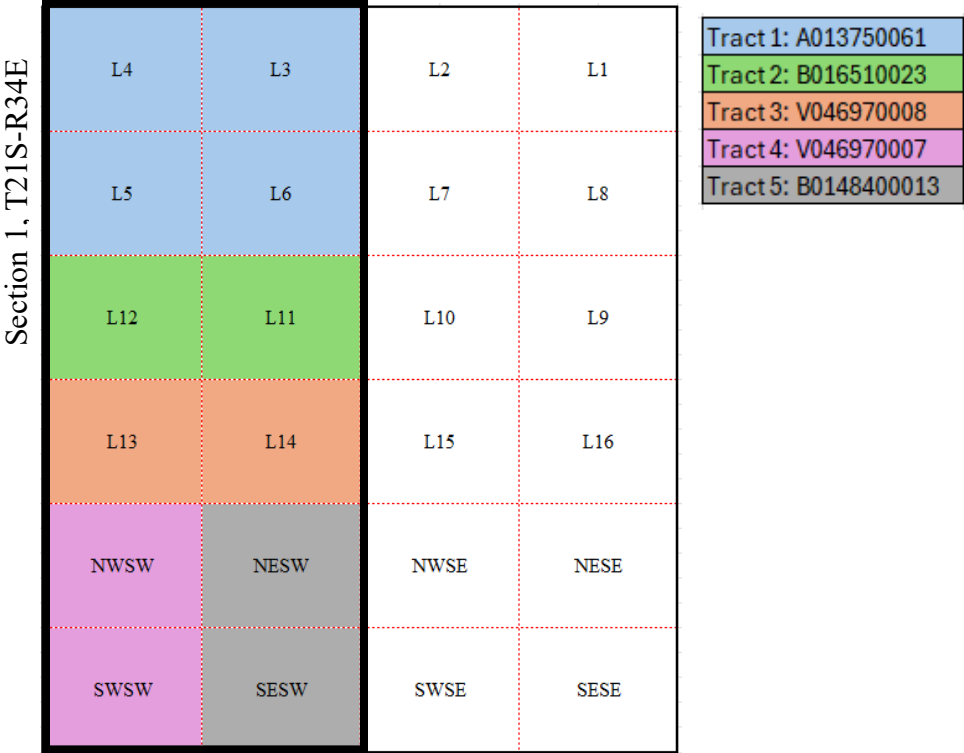 Section 1, T21S-R34E
L4 L3 L2 L1
L5 L6 L7 L8
L12 L11 L10 L9
L13 L14 L15 L16
NWSW NESW NWSE NESE
SWSW SESW SWSE SESE
Tract 1: A013750061
Tract 2: B016510023
Tract 3: V046970008
Tract 4: V046970007
Tract 5: B0148400013